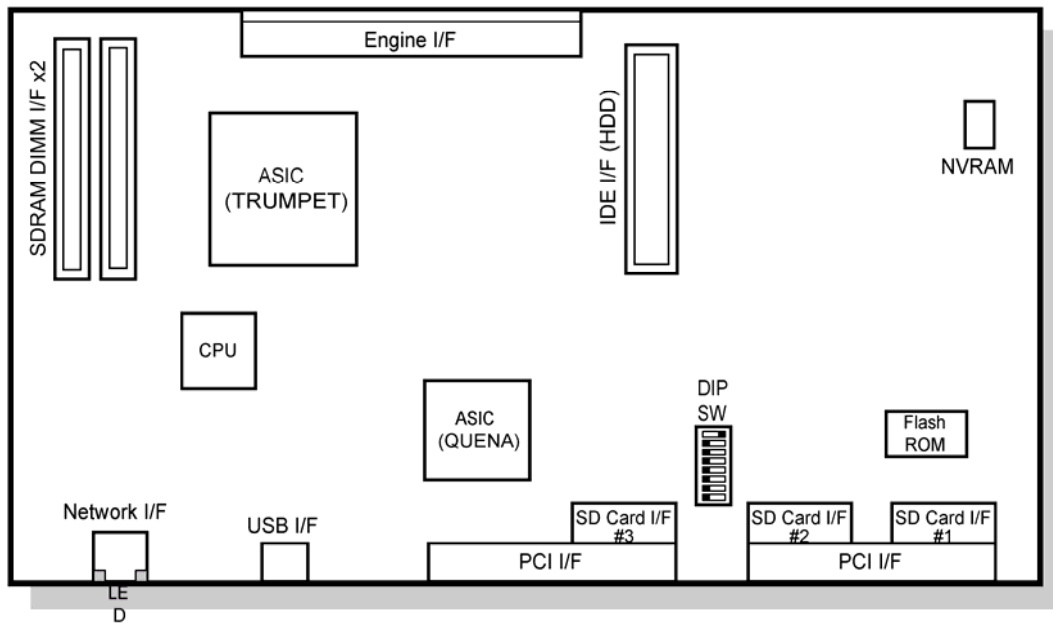 Engine I/F
SDRAM DIMM I/F x2
ASIC
(TRUMPET)
IDE I/F (HDD)
NVRAM
CPU
ASIC
(QUENA)
DIP
SW
Flash
ROM
Network I/F
LE
D
USB I/F
SD Card I/F
#3
PCI I/F
SD Card I/F
#2
SD Card I/F
#1
PCI I/F